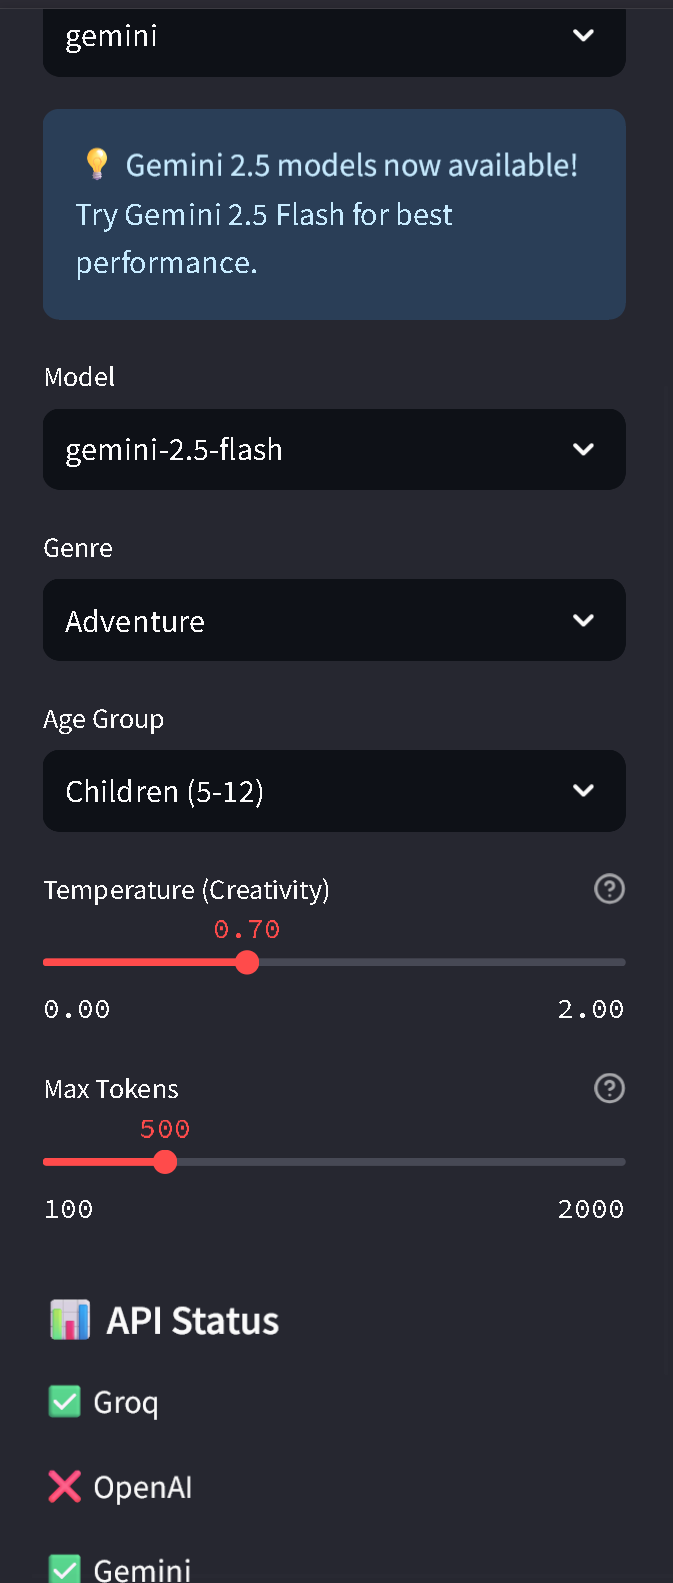 gemini
💡 Gemini 2.5 models now available!
Try Gemini 2.5 Flash for best
performance.
Model
gemini-2.5-flash
Genre
Adventure
Age Group
Children (5-12)
Temperature (Creativity)
0.70
0.00 2.00
Max Tokens
500
100 2000
📊 API Status
✅ Groq
❌ OpenAI
✅ Gemini